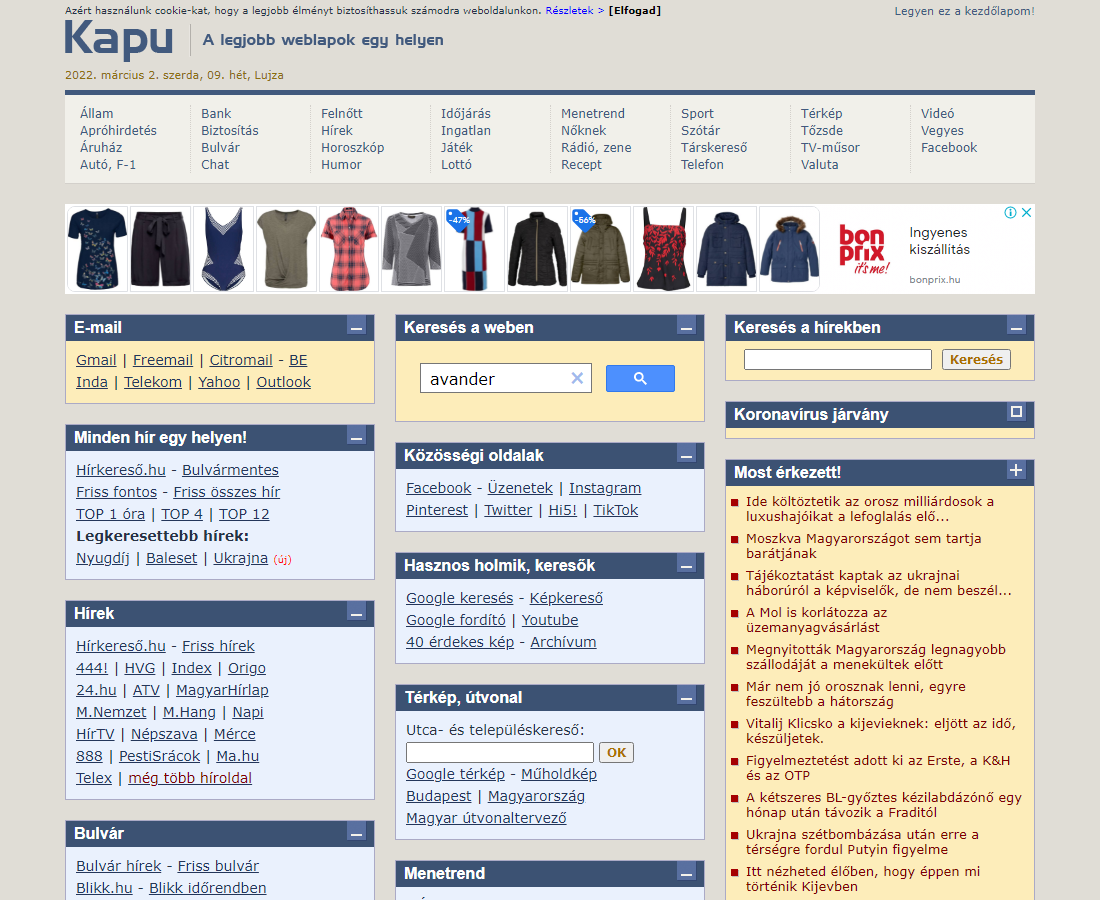 Azért használunk cookie-kat, hogy a legjobb élményt biztosíthassuk számodra weboldalunkon. Részletek > [Elfogad]
Legyen ez a kezdőlapom!
Kapu
A legjobb weblapok egy helyen
2022. március 2. szerda, 09. hét, Lujza
Állam
Apróhirdetés
Áruház
Autó, F-1
Bank
Biztosítás
Bulvár
Chat
Felnőtt
Hírek
Horoszkóp
Humor
Időjárás
Ingatlan
Játék
Lottó
Menetrend
Nőknek
Rádió, zene
Recept
Sport
Szótár
Társkereső
Telefon
Térkép
Tőzsde
TV-műsor
Valuta
Videó
Vegyes
Facebook
-47%
-56%
bon
prix
it's me!
Ingyenes
kiszállítás
bonprix.hu
E-mail
Gmail | Freemail | Citromail - BE
Inda | Telekom | Yahoo | Outlook
Minden hír egy helyen!
Hírkereső.hu - Bulvármentes
Friss fontos - Friss összes hír
TOP 1 óra | TOP 4 | TOP 12
Legkeresettebb hírek:
Nyugdíj | Baleset | Ukrajna (új)
Hírek
Hírkereső.hu - Friss hírek
444! | HVG | Index | Origo
24.hu | ATV | MagyarHírlap
M.Nemzet | M.Hang | Napi
HírTV | Népszava | Mérce
888 | PestiSrácok | Ma.hu
Telex | még több híroldal
Bulvár
Bulvár hírek - Friss bulvár
Blikk.hu - Blikk időrendben
Keresés a weben
avander
Közösségi oldalak
Facebook - Üzenetek | Instagram
Pinterest | Twitter | Hi5! | TikTok
Hasznos holmik, keresők
Google keresés - Képkereső
Google fordító | Youtube
40 érdekes kép - Archívum
Térkép, útvonal
Utca- és településkereső:
OK
Google térkép - Műholdkép
Budapest | Magyarország
Magyar útvonaltervező
Menetrend
Keresés a hírekben
Keresés
Koronavírus járvány
Most érkezett!
Ide költöztetik az orosz milliárdosok a
luxushajóikat a lefoglalás elő...
Moszkva Magyarországot sem tartja
barátjának
Tájékoztatást kaptak az ukrajnai
háborúról a képviselők, de nem beszél...
A Mol is korlátozza az
üzemanyagvásárlást
Megnyitották Magyarország legnagyobb
szállodáját a menekültek előtt
Már nem jó orosznak lenni, egyre
feszültebb a hátország
Vitalij Klicsko a kijevieknek: eljött az idő,
készüljetek.
Figyelmeztetést adott ki az Erste, a K&H
és az OTP
A kétszeres BL-győztes kézilabdázónő egy
hónap után távozik a Fraditól
Ukrajna szétbombázása után erre a
térségre fordul Putyin figyelme
Itt nézheted élőben, hogy éppen mi
történik Kijevben